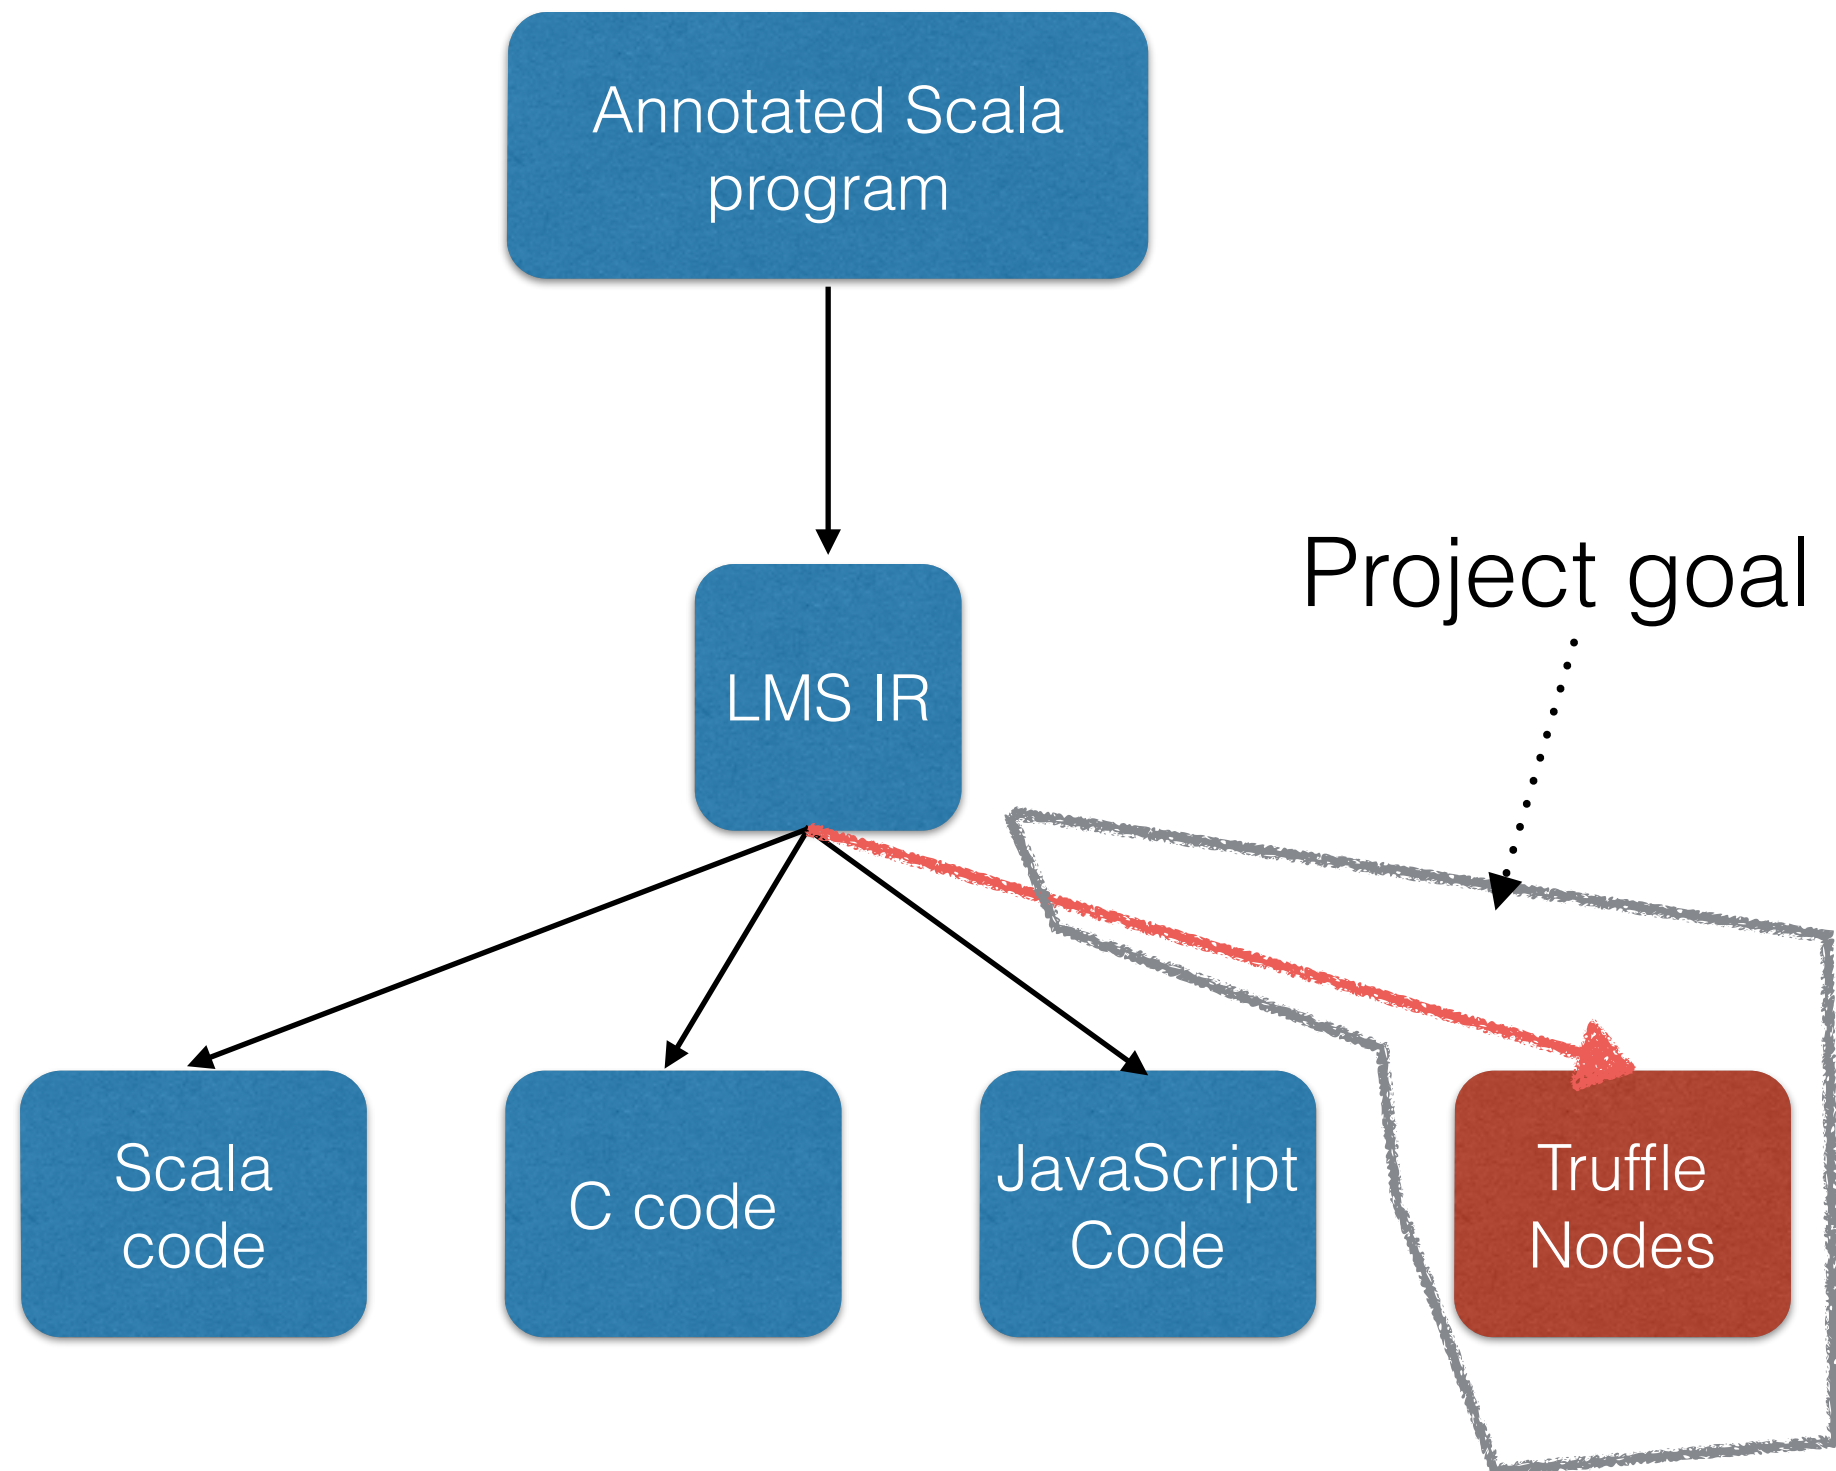 Annotated Scala
program
Project goal
LMS IR
Scala
code
C code
JavaScript
Code
Truffle
Nodes